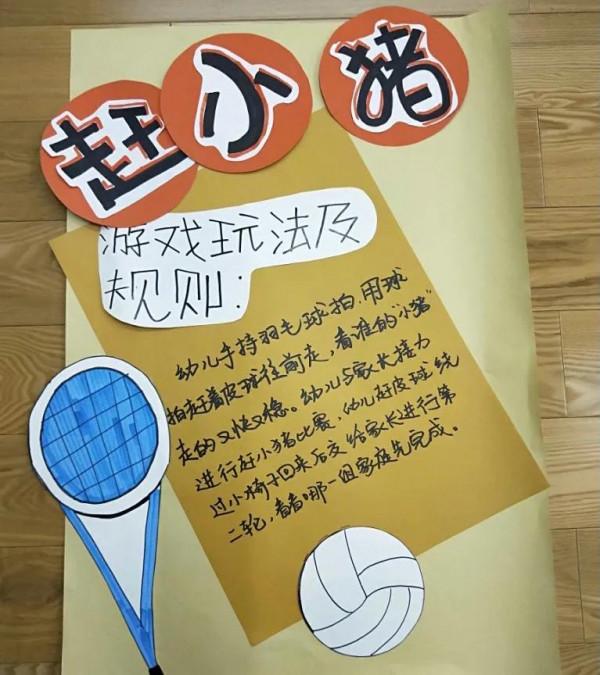 赶小猪
游戏玩法及
规则：
幼儿手持羽毛球拍，用球
拍赶着皮球往前走，看谁的“小猪”
走的又快又稳。幼儿与家长接力
进行赶小猪比赛，幼儿赶皮球绕
过小椅子回来后交给家长进行第
二轮，看看哪一组家庭先完成。